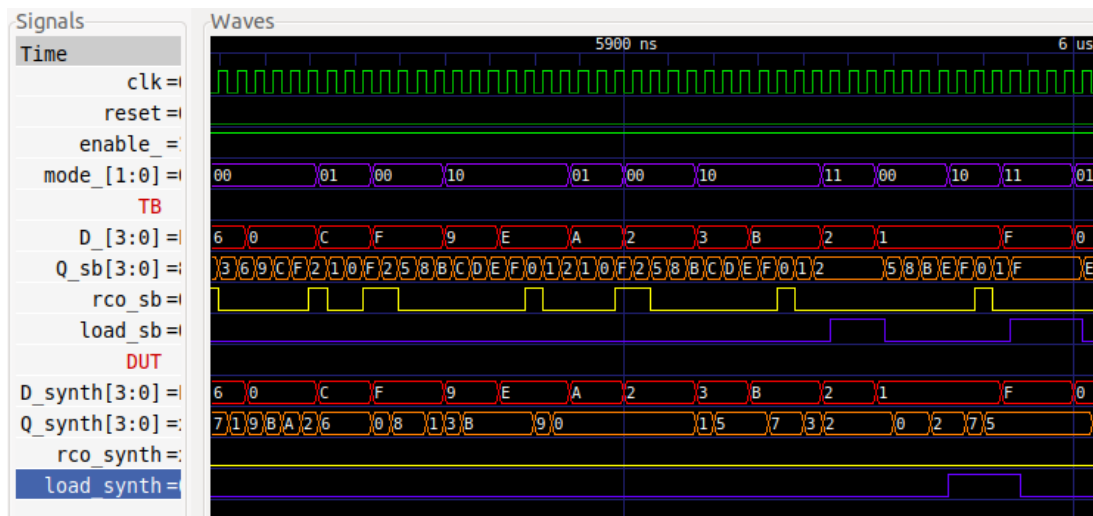 Signals Waves
Time 5900 ns 6 us
clk =
reset =
enable_ =
mode_[1:0] = 00 01 00 10 01 00 10 11 00 10 11 01
TB
D_[3:0] = 6 0 C F 9 E A 2 3 B 2 1 F 0
Q_sb[3:0] = 3 6 9 C F 2 1 0 F 2 5 8 B C D E F 0 1 2 1 0 F 2 5 8 B C D E F 0 1 2 5 8 B E F 0 1 F E
rco_sb =
load_sb =
DUT
D_synth[3:0] = 6 0 C F 9 E A 2 3 B 2 1 F 0
Q_synth[3:0] = 7 1 9 B A 2 6 0 8 1 3 B 9 0 1 5 7 3 2 0 2 7 5
rco_synth =
load_synth =